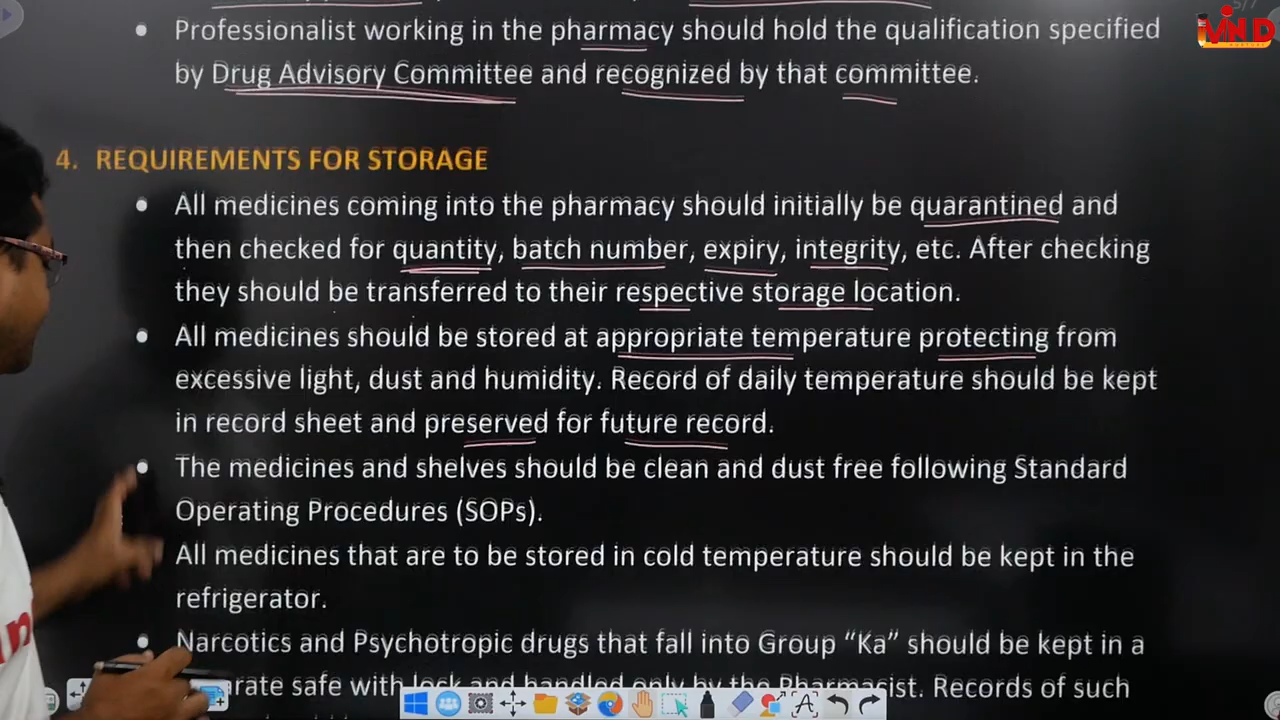 Professionalist working in the pharmacy should hold the qualification specified
by Drug Advisory Committee and recognized by that committee.
4. REQUIREMENTS FOR STORAGE
All medicines coming into the pharmacy should initially be quarantined and
then checked for quantity, batch number, expiry, integrity, etc. After checking
they should be transferred to their respective storage location.
All medicines should be stored at appropriate temperature protecting from
excessive light, dust and humidity. Record of daily temperature should be kept
in record sheet and preserved for future record.
The medicines and shelves should be clean and dust free following Standard
Operating Procedures (SOPs).
All medicines that are to be stored in cold temperature should be kept in the
refrigerator.
Narcotics and Psychotropic drugs that fall into Group “Ka” should be kept in a
safe with lock and handled only by the Pharmacist. Records of such